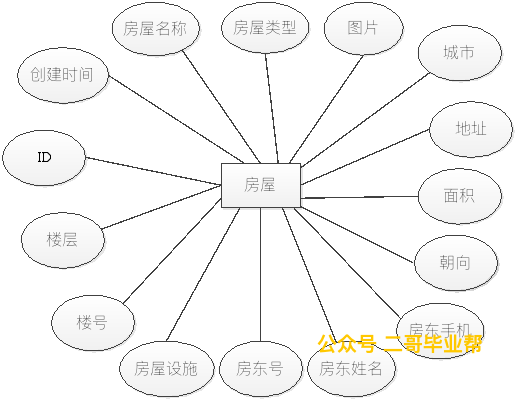 房屋名称
房屋类型
图片
城市
创建时间
地址
ID
房屋
面积
楼层
朝向
楼号
房东手机
公众号 二哥毕业帮
房屋设施
房东号
房东姓名